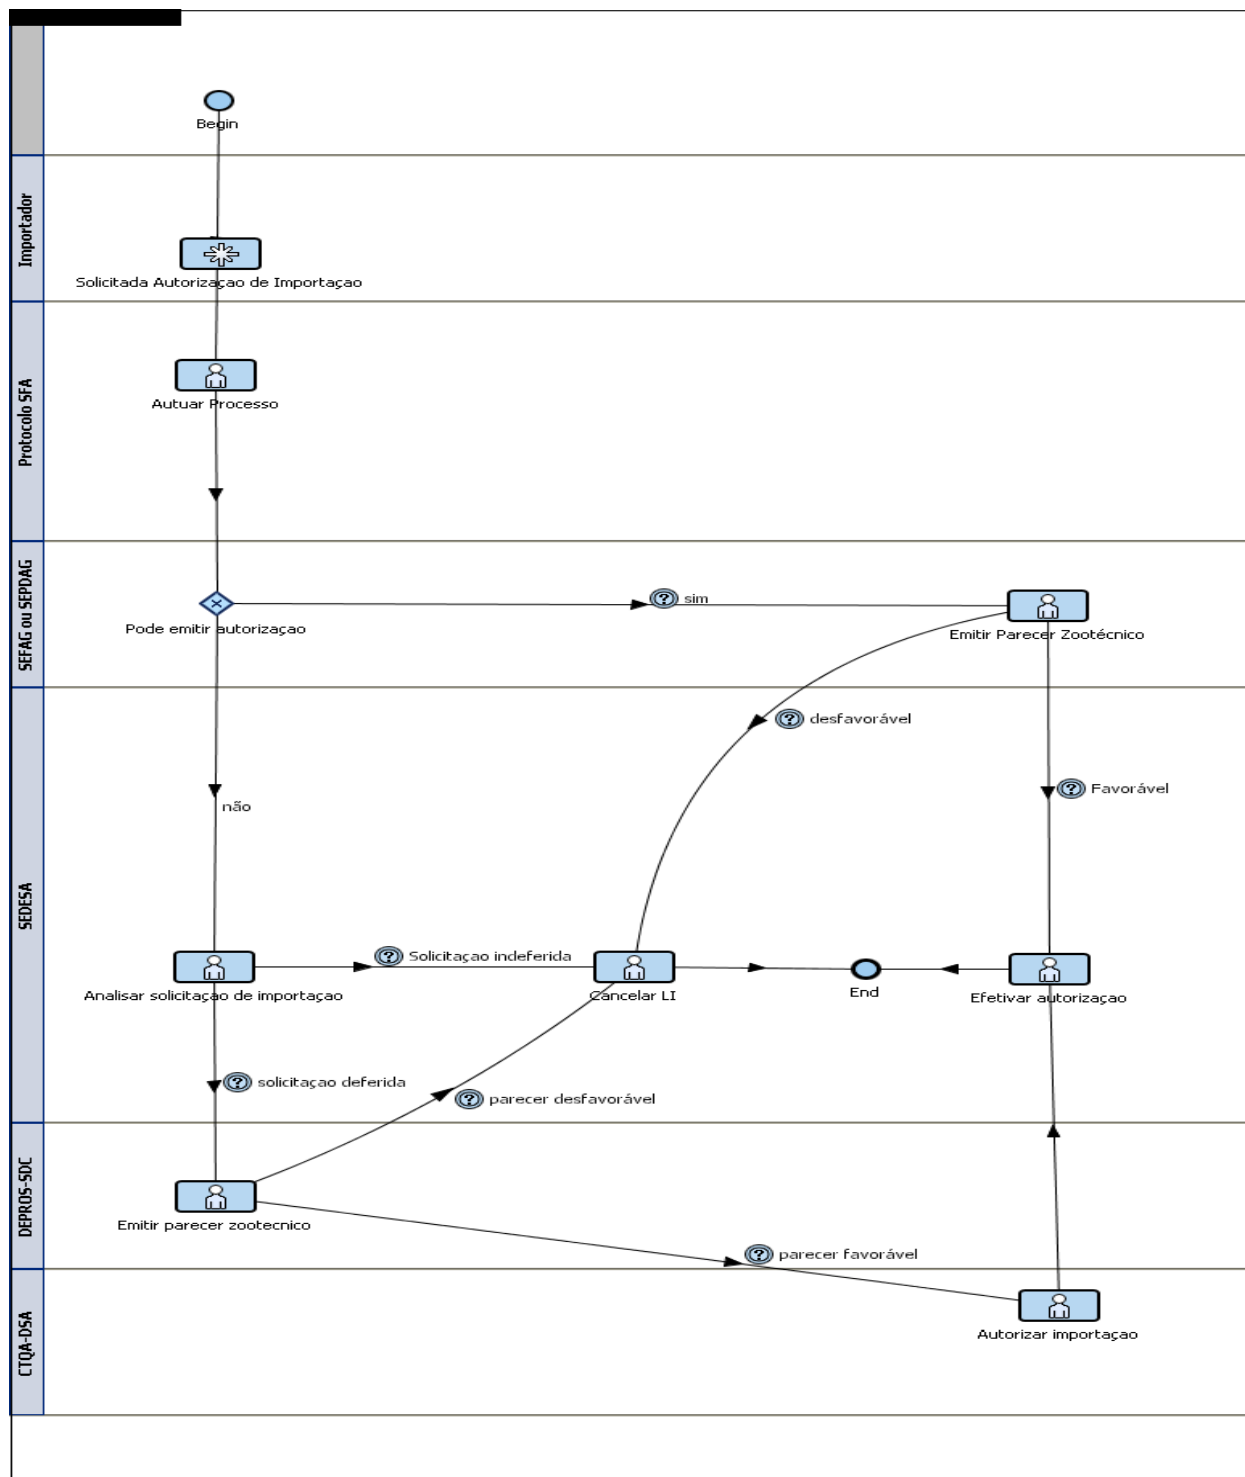 Begin
Importador
Solicitada Autorizaçao de Importaçao
Protocolo SFA
Autuar Processo
SEFAG ou SEPDAG
Pode emitir autorizaçao
sim
Emitir Parecer Zootécnico
SEDESA
desfavorável
Favorável
não
Analisar solicitaçao de importaçao
Solicitaçao indeferida
Cancelar LI
End
Efetivar autorizaçao
solicitaçao deferida
parecer desfavorável
DEPROS-SDC
Emitir parecer zootecnico
parecer favorável
CTQA-DSA
Autorizar importaçao